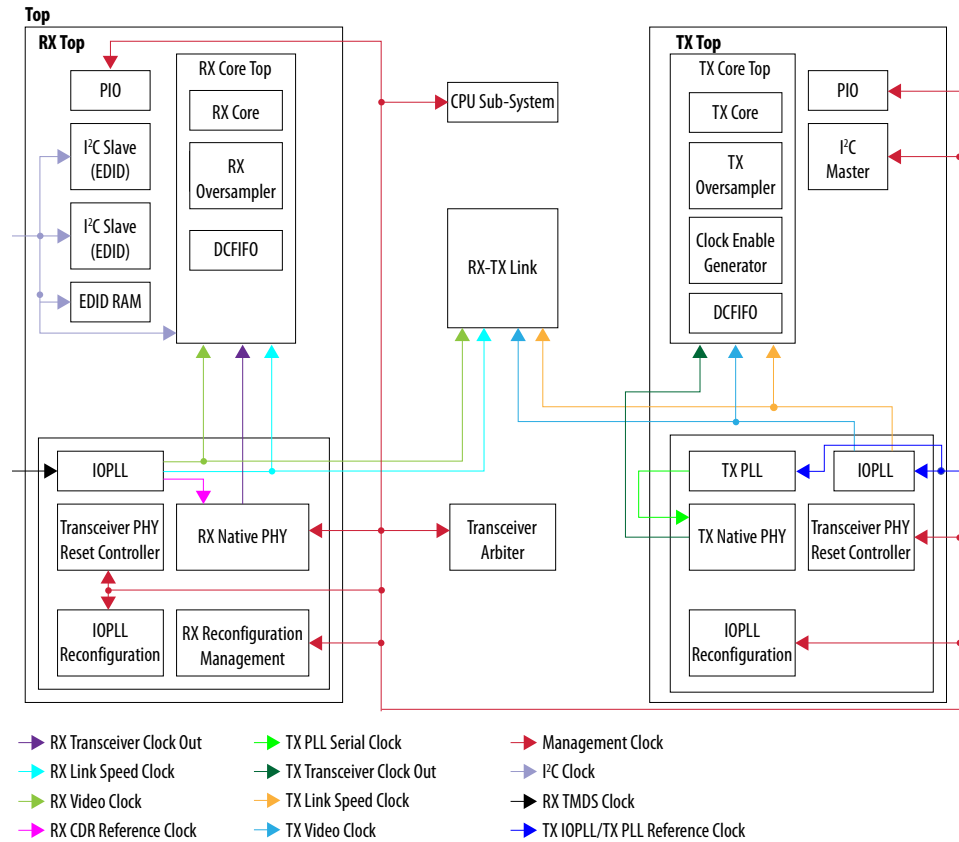 Top
RX Top
PIO
I²C Slave
(EDID)
I²C Slave
(EDID)
EDID RAM
RX Core Top
RX Core
RX
Oversampler
DCFIFO
IOPLL
Transceiver PHY
Reset Controller
RX Native PHY
IOPLL
Reconfiguration
RX Reconfiguration
Management
CPU Sub-System
RX-TX Link
Transceiver
Arbiter
TX Top
TX Core Top
TX Core
TX
Oversampler
Clock Enable
Generator
DCFIFO
PIO
I²C
Master
TX PLL
IOPLL
TX Native PHY
Transceiver PHY
Reset Controller
IOPLL
Reconfiguration
RX Transceiver Clock Out
RX Link Speed Clock
RX Video Clock
RX CDR Reference Clock
TX PLL Serial Clock
TX Transceiver Clock Out
TX Link Speed Clock
TX Video Clock
Management Clock
I²C Clock
RX TMDS Clock
TX IOPLL/TX PLL Reference Clock